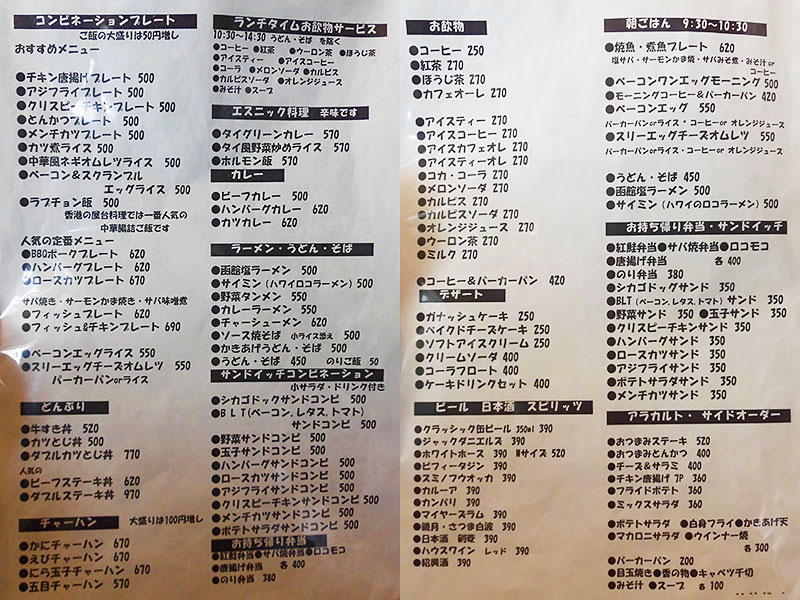 コンビネーションプレート
ご飯の大盛りは50円増し
おすすめメニュー
●チキン唐揚げプレート 500
●アジフライプレート 500
●クリスピーチキンプレート 500
●とんかつプレート 500
●メンチカツプレート 500
●カツ煮ライス 500
●中華風ネギオムレツライス 500
●ベーコン&スクランブル
エッグライス 500
●ラプチョン飯 500
香港の屋台料理では一番人気の
中華腸詰ご飯です
人気の定番メニュー
●BBQポークプレート 620
●ハンバーグプレート 620
●ロースカツプレート 670
サバ焼き・サーモンかま焼き・サバ味噌煮
●フィッシュプレート 620
●フィッシュ&チキンプレート 690
●ベーコンエッグライス 550
●スリーエッグチーズオムレツ 550
バーカーパンorライス
どんぶり
●牛すき丼 520
●カツとじ丼 500
●ダブルカツとじ丼 770
人気の
●ビーフステーキ丼 620
●ダブルステーキ丼 970
チャーハン 大盛りは100円増し
●かにチャーハン 670
●えびチャーハン 670
●にら玉子チャーハン 570
●五目チャーハン 570
ランチタイムお飲物サービス
10:30~14:30 うどん・そば を除く
●コーヒー ●紅茶 ●ウーロン茶 ●ほうじ茶
●アイスティー ●アイスコーヒー
●コーラ ●メロンソーダ ●カルピス
●カルピスソーダ ●オレンジジュース
●みそ汁 ●スープ
エスニック料理 辛味です
●タイグリーンカレー 570
●タイ風野菜炒めライス 570
●ホルモン飯 570
カレー
●ビーフカレー 500
●ハンバーグカレー 620
●カツカレー 620
ラーメン・うどん・そば
●函館塩ラーメン 500
●サイミン(ハワイロコラーメン)500
●野菜タンメン 550
●カレーラーメン 550
●チャーシューメン 620
●ソース焼そば 小ライス添え 500
●かきあげうどん・そば 500
●うどん・そば 450 のりご飯 50
サンドイッチコンビネーション
小サラダ・ドリンク付き
●シカゴドックサンドコンビ 500
●BLT(ベーコン,レタス,トマト)
サンドコンビ 500
●野菜サンドコンビ 500
●玉子サンドコンビ 500
●ハンバーグサンドコンビ 500
●ロースカツサンドコンビ 500
●アジフライサンドコンビ 500
●クリスピーチキンサンドコンビ 500
●メンチカツサンドコンビ 500
●ポテトサラダサンドコンビ 500
お持ち帰り弁当
●紅鮭弁当●サバ焼弁当●ロコモコ
●唐揚げ弁当 各 400
●のり弁当 380
お飲物
●コーヒー 250
●紅茶 270
●ほうじ茶 270
●カフェオーレ 270
●アイスティー 270
●アイスコーヒー 270
●アイスカフェオレ 270
●アイスティーオレ 270
●コカ・コーラ 270
●メロンソーダ 270
●カルピス 270
●カルピスソーダ 270
●オレンジジュース 270
●ウーロン茶 270
●ミルク 270
●コーヒー&バーカーパン 420
デザート
●ガナッシュケーキ 250
●ベイクドチーズケーキ 250
●ソフトアイスクリーム 250
●クリームソーダ 400
●コーラフロート 400
●ケーキドリンクセット 400
ビール 日本酒 スピリッツ
●クラッシック缶ビール 350ml 390
●ジャックダニエルズ 390
●ホワイトホース 390 Wサイズ 520
●ビフィータジン 390
●スミノフウオッカ 390
●カルーア 390
●カンパリ 390
●マイヤーズラム 390
●鏡月・さつま白波 390
●日本酒 剣菱 390
●ハウスワイン レッド 390
●紹興酒 390
朝ごはん 9:30~10:30
●焼魚・煮魚プレート 620
塩サバ・サーモンかま焼・サバみそ煮・みそ汁or
コーヒー
●ベーコンワンエッグモーニング 500
●モーニングコーヒー&バーカーパン 420
●ベーコンエッグ 550
バーカーパンorライス・コーヒー or オレンジジュース
●スリーエッグチーズオムレツ 550
バーカーパンorライス・コーヒーor オレンジジュース
●うどん・そば 450
●函館塩ラーメン 500
●サイミン(ハワイのロコラーメン)500
お持ち帰り弁当・サンドイッチ
●紅鮭弁当●サバ焼弁当●ロコモコ
●唐揚げ弁当 各 400
●のり弁当 380
●シカゴドッグサンド 350
●BLT(ベーコン,レタス,トマト)サンド 350
●野菜サンド 350 ●玉子サンド 350
●クリスピーチキンサンド 350
●ハンバーグサンド 350
●ロースカツサンド 350
●アジフライサンド 350
●ポテトサラダサンド 350
●メンチカツサンド 350
アラカルト・サイドオーダー
●おつまみステーキ 520
●おつまみとんかつ 400
●チーズ&サラミ 400
●チキン唐揚げ 7P 360
●フライドポテト 360
●ミックスサラダ 360
●ポテトサラダ ●白身フライ●かきあげ天
●マカロニサラダ ●ウインナー焼
各 300
●バーカーパン 200
●目玉焼き●香の物●キャベツ千切
●みそ汁 ●スープ 各 100